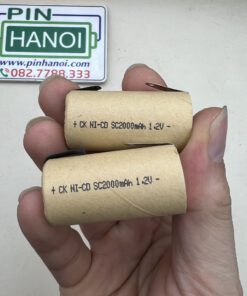 PIN
HANOI
www.pinhanoi.vn
082.7788.333
+ CK NI-CD SC2000mAh 1.2V -
+ CK NI-CD SC2000mAh 1.2V -